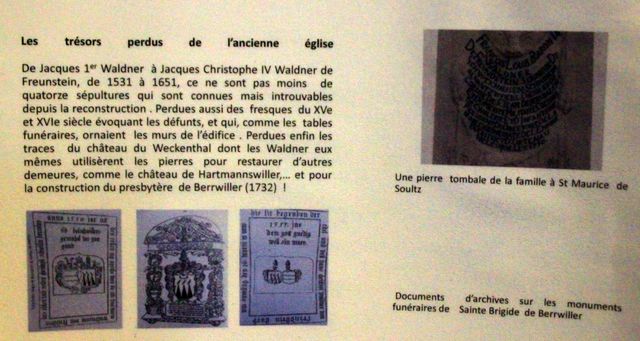 Les trésors perdus de l'ancienne église
De Jacques 1er Waldner à Jacques Christophe IV Waldner de
Freunstein, de 1531 à 1651, ce ne sont pas moins de
quatorze sépultures qui sont connues mais introuvables
depuis la reconstruction . Perdues aussi des fresques du XVe
et XVIe siècle évoquant les défunts, et qui, comme les tables
funéraires, ornaient les murs de l'édifice . Perdues enfin les
traces du château du Weckenthal dont les Waldner eux
mêmes utilisèrent les pierres pour restaurer d'autres
demeures, comme le château de Hartmannswiller,... et pour
la construction du presbytère de Berrwiller (1732) !
Une pierre tombale de la famille à St Maurice de
Soultz
Documents d'archives sur les monuments
funéraires de Sainte Brigide de Berrwiller